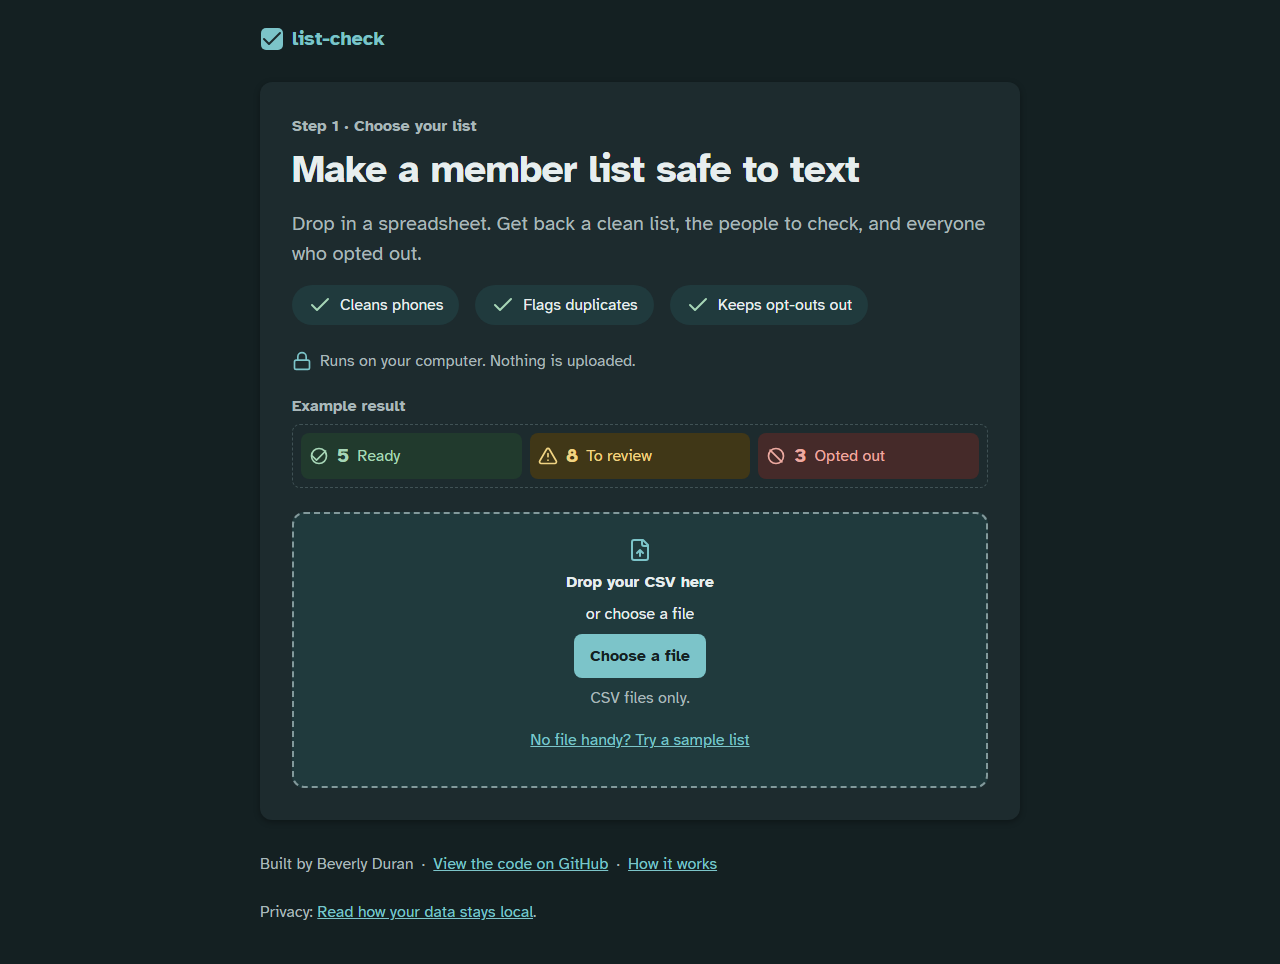 list-check
Step 1 · Choose your list
Make a member list safe to text
Drop in a spreadsheet. Get back a clean list, the people to check, and everyone
who opted out.
Cleans phones
Flags duplicates
Keeps opt-outs out
Runs on your computer. Nothing is uploaded.
Example result
5 Ready
8 To review
3 Opted out
Drop your CSV here
or choose a file
Choose a file
CSV files only.
No file handy? Try a sample list
Built by Beverly Duran · View the code on GitHub · How it works
Privacy: Read how your data stays local.